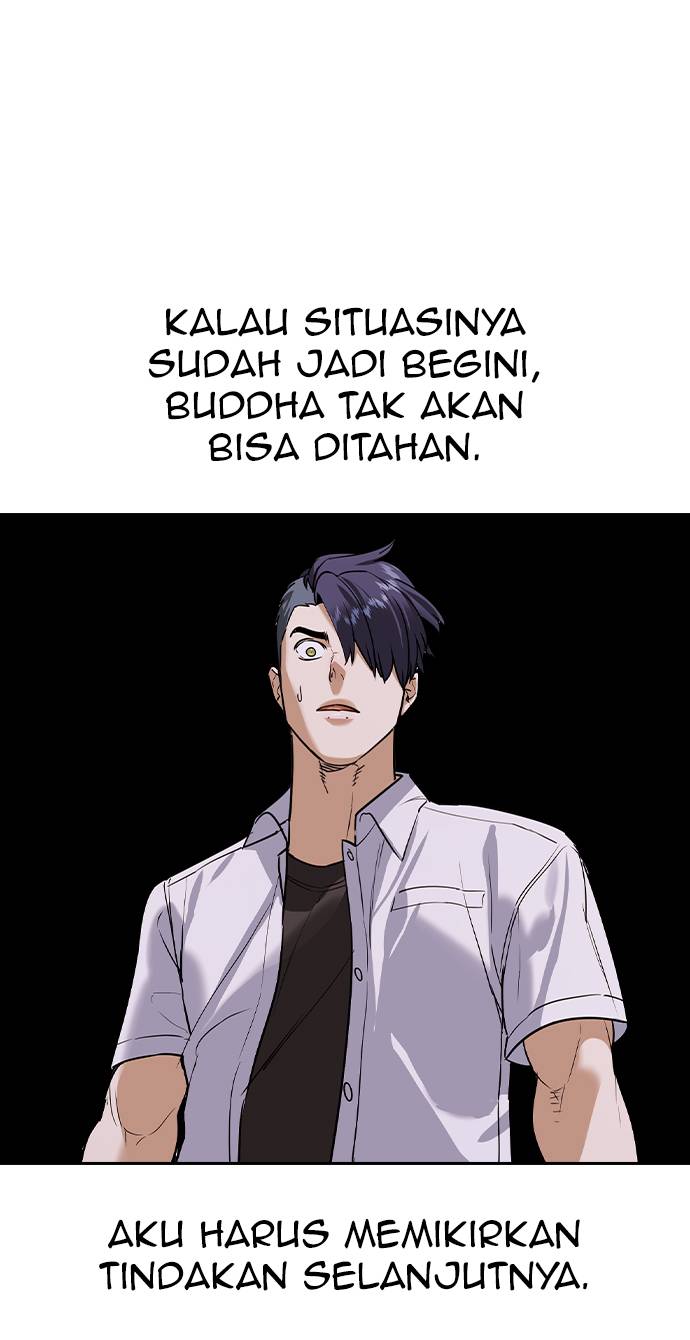 KALAU SITUASINYA
SUDAH JADI BEGINI,
BUDDHA TAK AKAN
BISA DITAHAN.
AKU HARUS MEMIKIRKAN
TINDAKAN SELANJUTNYA.